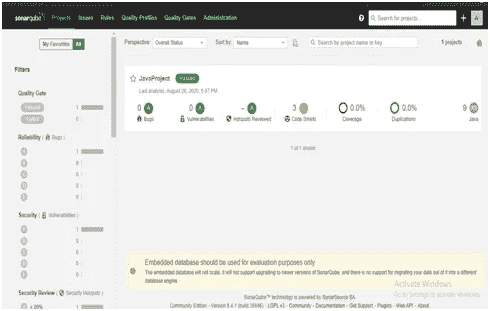 sonarqube Projects Issues Rules Quality Profiles Quality Gates Administration Search for projects... A
My Favorites All
Perspective: Overall Status Sort by: Name Search by project name or key 1 projects
Filters
JavaProject Passed
Last analysis: August 28, 2020, 5:07 PM
Quality Gate
Passed 1
Failed 0
0 A 0 A - A 3 0.0% 0.0%
Bugs Vulnerabilities Hotspots Reviewed Code Smells Coverage Duplications Java
Reliability ( Bugs )
1 of 1 shown
A 1
0
0
0
0
Security ( Vulnerabilities )
1
0
0
0
0
Security Review ( Security Hotspots )
Embedded database should be used for evaluation purposes only
The embedded database will not scale, it will not support upgrading to newer versions of SonarQube, and there is no support for migrating your data out of it into a different database engine.
Activate Windows
Go to Settings to activate Windows.
SonarQube™ technology is powered by SonarSource SA
Community Edition - Version 8.4.1 (build 35646) - LGPL v3 - Community - Documentation - Get Support - Plugins - Web API - About